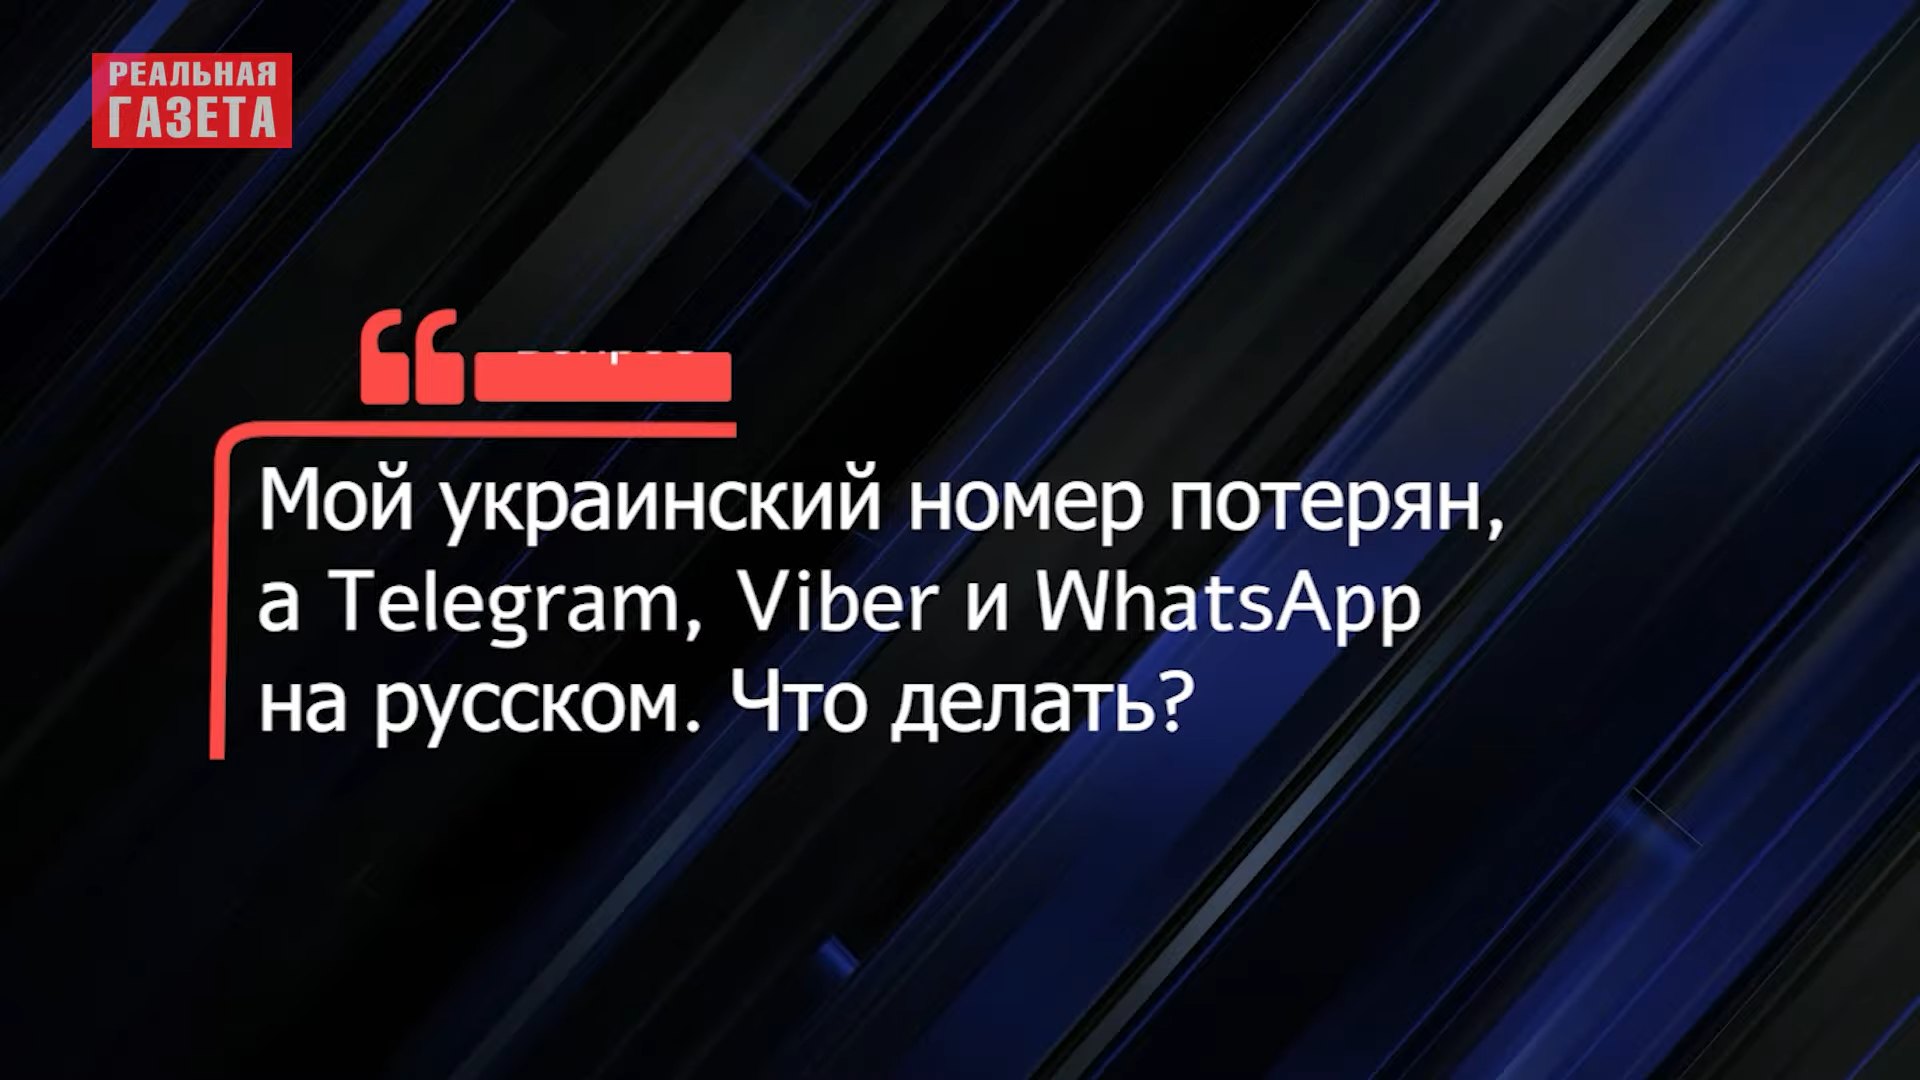 РЕАЛЬНАЯ
ГАЗЕТА
Мой украинский номер потерян,
а Telegram, Viber и WhatsApp
на русском. Что делать?